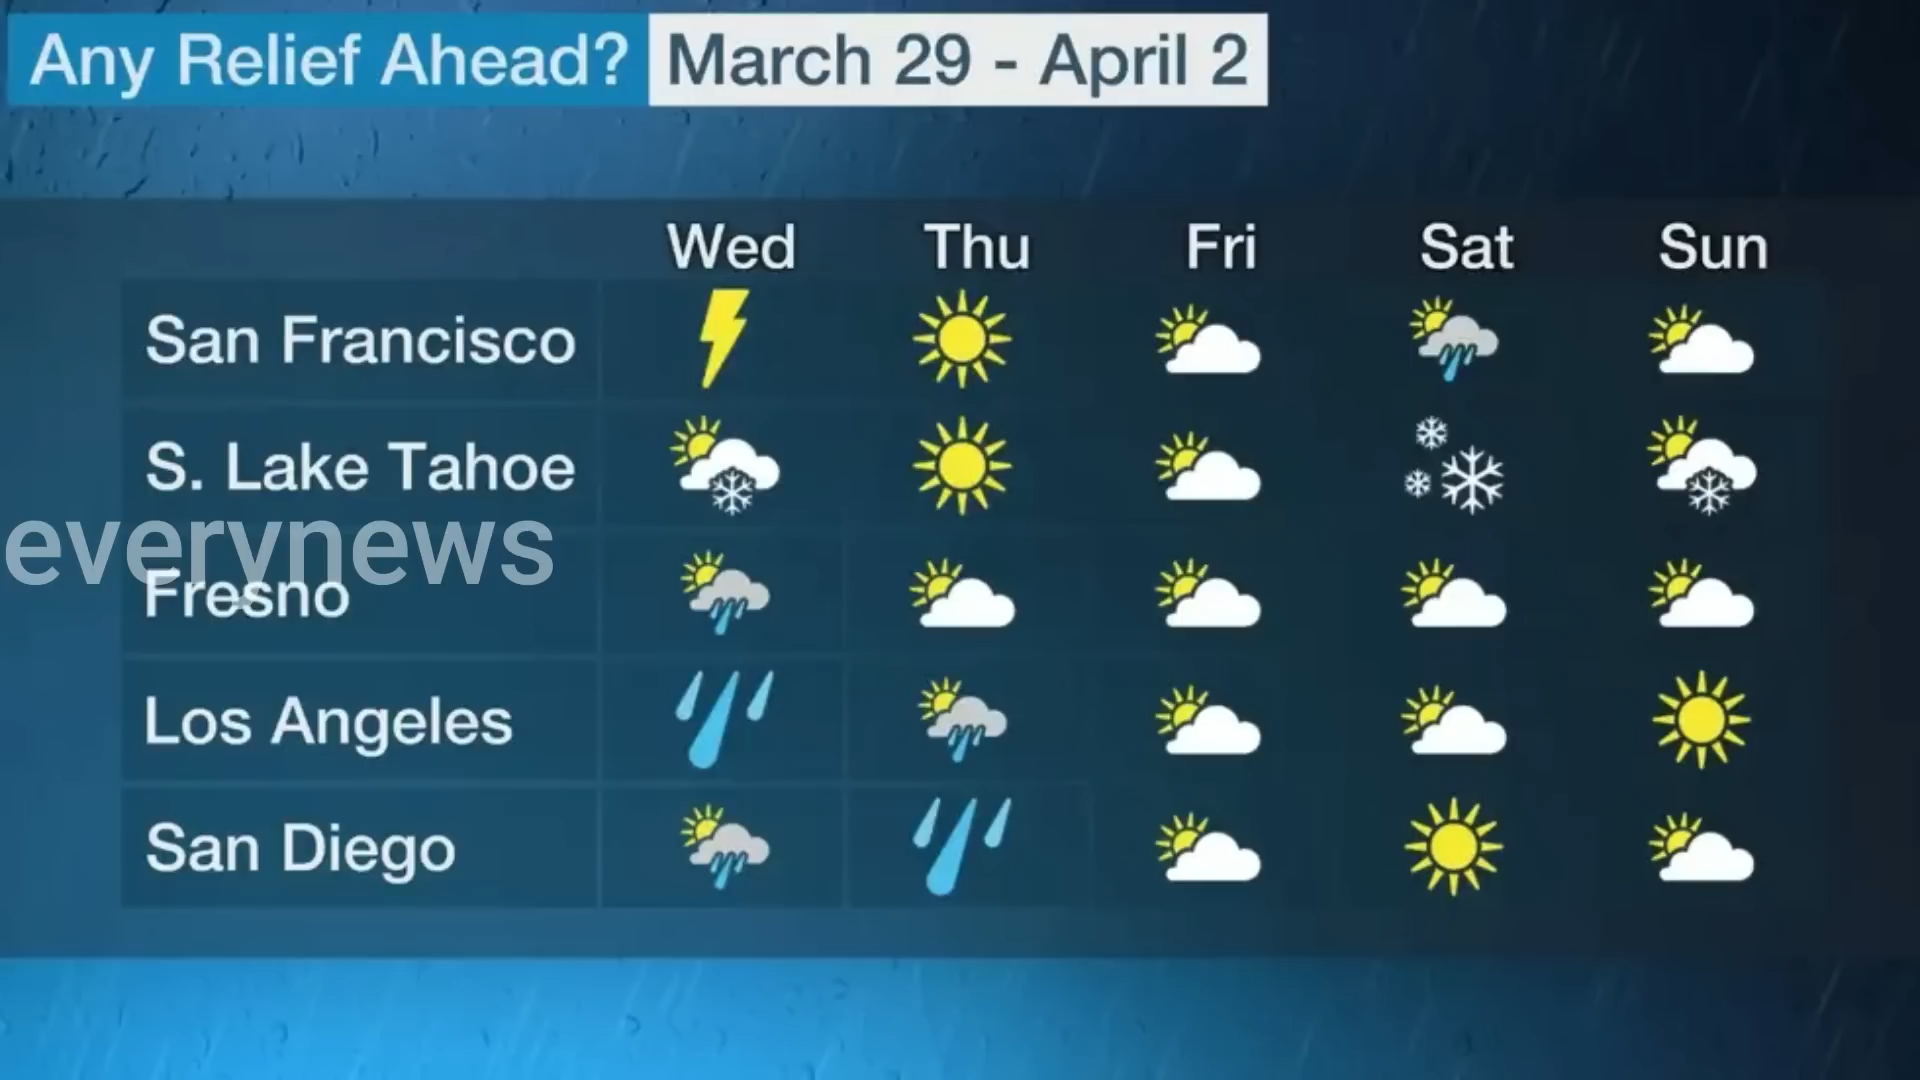 Any Relief Ahead? March 29 - April 2
Wed Thu Fri Sat Sun
San Francisco
S. Lake Tahoe
everynews
Fresno
Los Angeles
San Diego